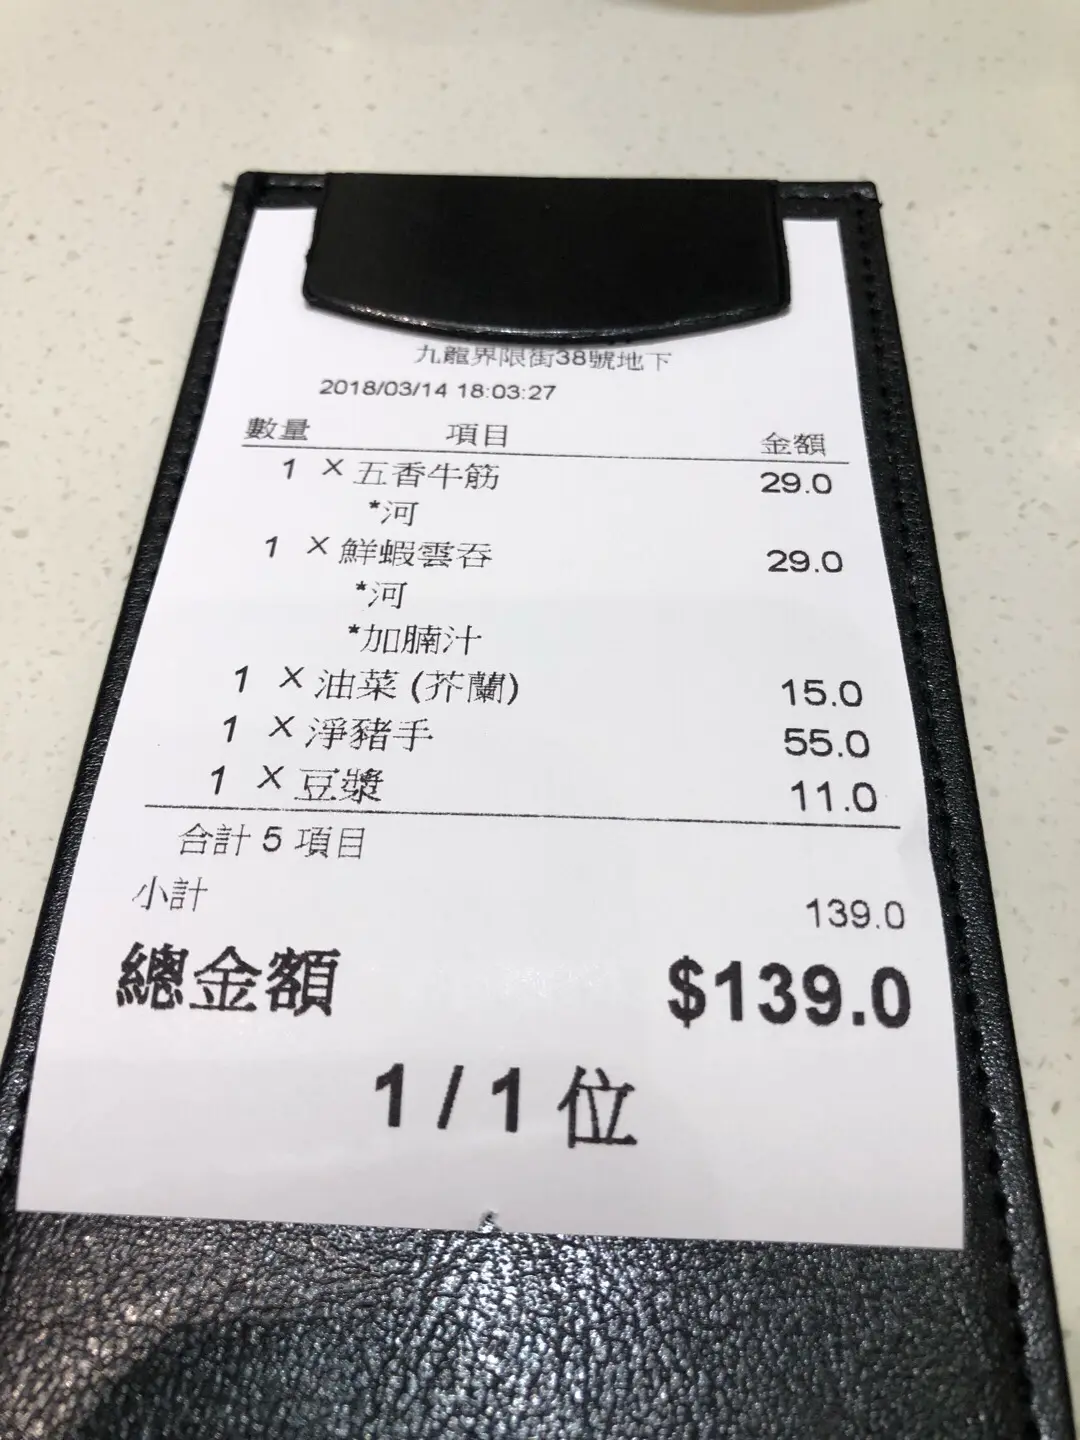 九龍界限街38號地下
2018/03/14 18:03:27
數量 項目 金額
1 × 五香牛筋 29.0
*河
1 × 鮮蝦雲吞 29.0
*河
*加腩汁
1 × 油菜 (芥蘭) 15.0
1 × 淨豬手 55.0
1 × 豆漿 11.0
合計 5 項目
小計 139.0
總金額 $139.0
1 / 1 位